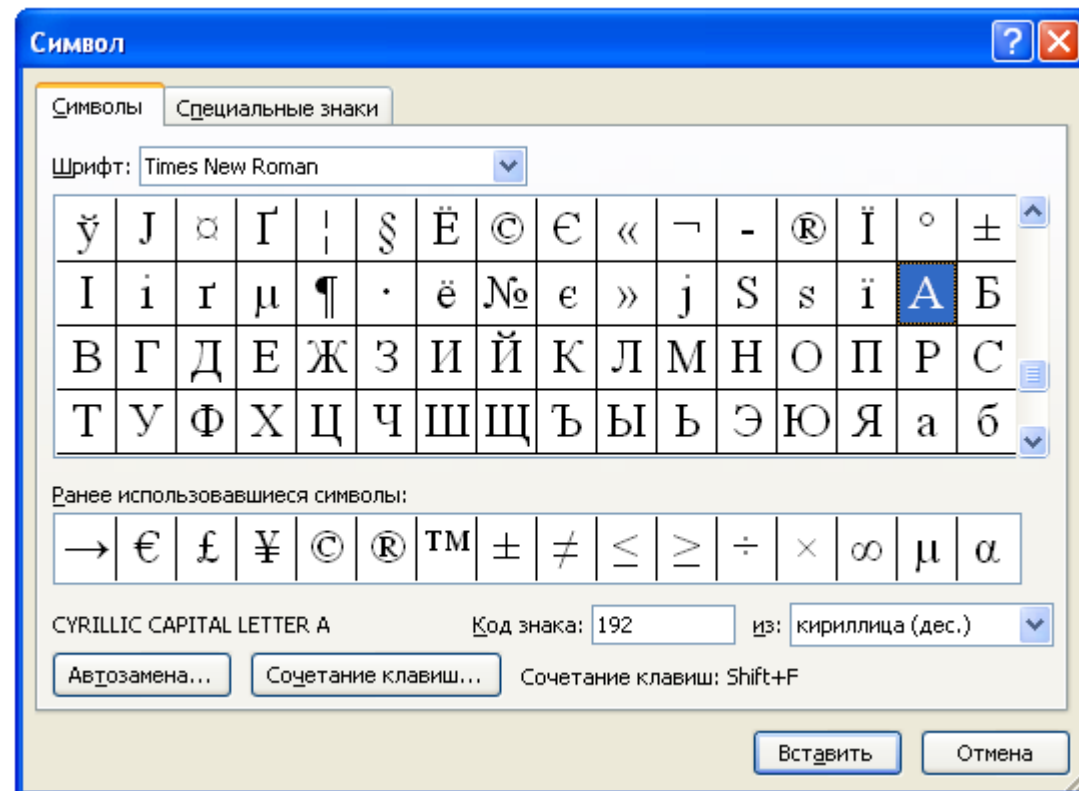 Символ
Символы Специальные знаки
Шрифт: Times New Roman
ў Ј ¤ Ґ ¦ § Ё © Є « ¬ - ® Ї ° ±
І і ґ µ ¶ · ё № є » ј Ѕ ѕ ї А Б
В Г Д Е Ж З И Й К Л М Н О П Р С
Т У Ф Х Ц Ч Ш Щ Ъ Ы Ь Э Ю Я а б
Ранее использовавшиеся символы:
→ € £ ¥ © ® ™ ± ≠ ≤ ≥ ÷ × ∞ µ α
CYRILLIC CAPITAL LETTER A Код знака: 192 из: кириллица (дес.)
Автозамена... Сочетание клавиш... Сочетание клавиш: Shift+F
Вставить Отмена